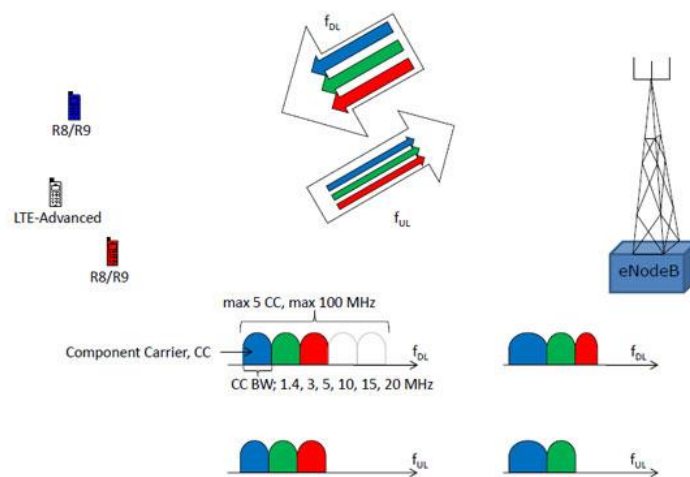 f_DL
R8/R9
LTE-Advanced
R8/R9
f_UL
eNodeB
max 5 CC, max 100 MHz
Component Carrier, CC
f_DL
f_DL
CC BW; 1.4, 3, 5, 10, 15, 20 MHz
f_UL
f_UL